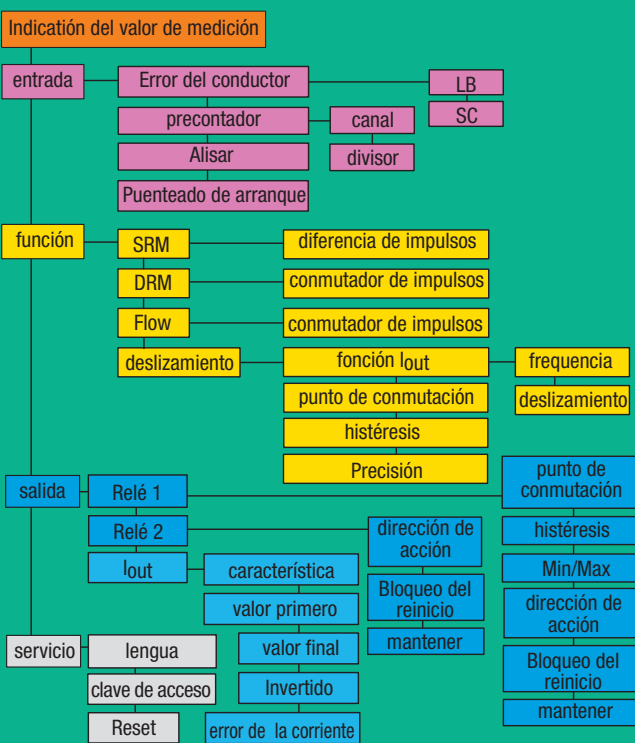 Indicatión del valor de medición
entrada
Error del conductor
LB
precontador
canal
SC
Alisar
divisor
Puenteado de arranque
función
SRM
diferencia de impulsos
DRM
conmutador de impulsos
Flow
conmutador de impulsos
deslizamiento
fonción Iout
frequencia
punto de conmutación
deslizamiento
histéresis
Precisión
salida
Relé 1
punto de
conmutación
Relé 2
dirección de
acción
histéresis
Iout
característica
Min/Max
valor primero
Bloqueo del
reinicio
dirección de
acción
servicio
lengua
valor final
mantener
Bloqueo del
reinicio
clave de acceso
Invertido
mantener
Reset
error de la corriente